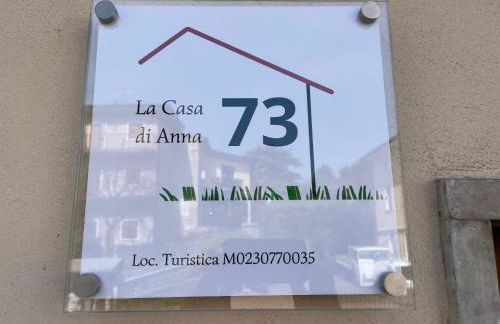 La Casa
di Anna
73
Loc. Turistica M0230770035